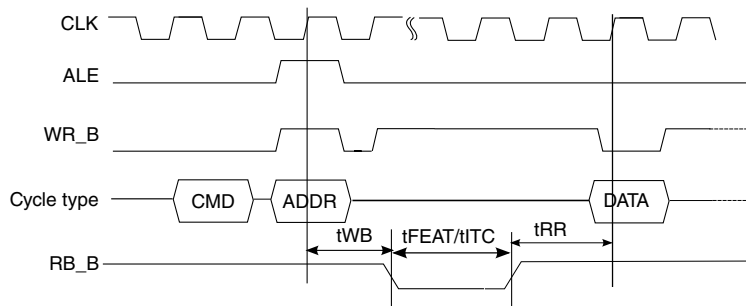 CLK
ALE
WR_B
Cycle type
CMD
ADDR
DATA
tWB
tFEAT/tITC
tRR
RB_B